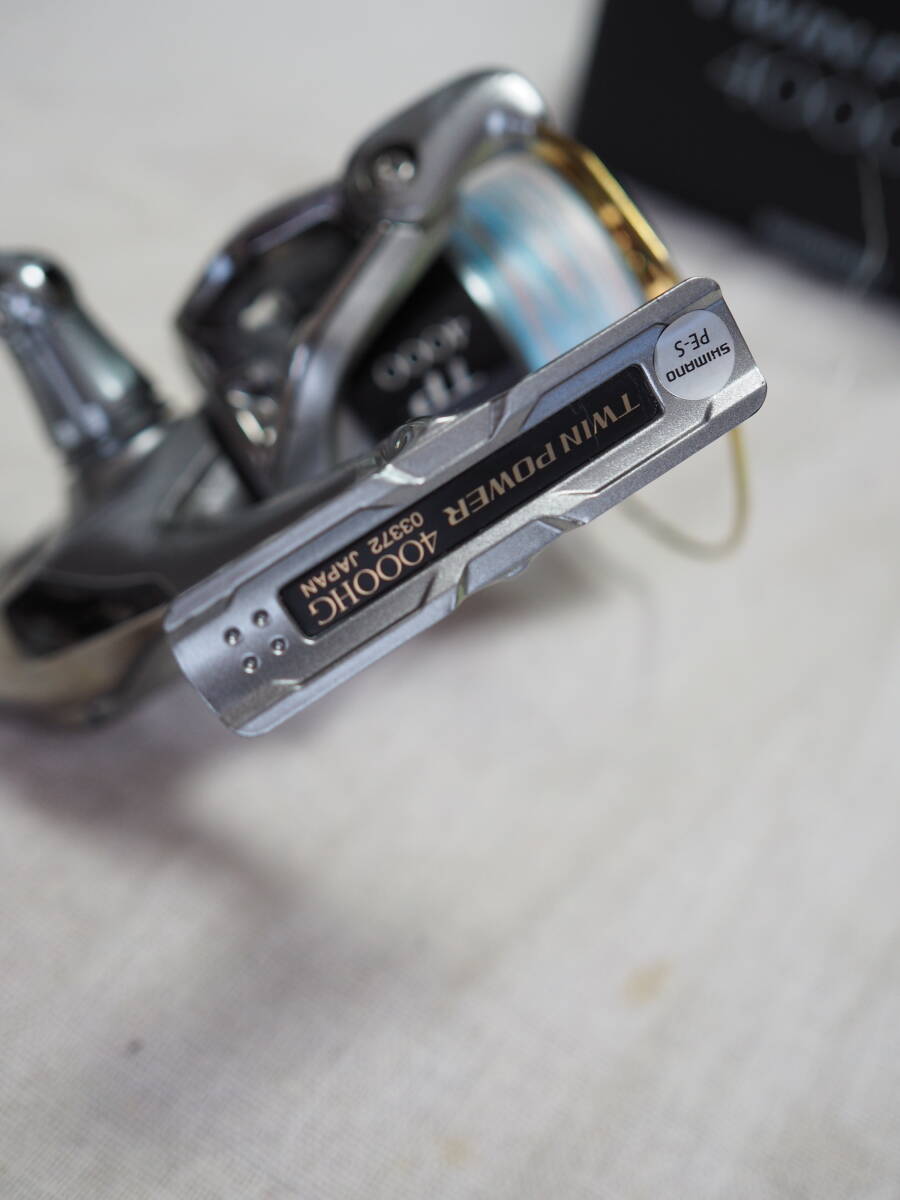 TWIN POWER
4000HG
03372 JAPAN
SHIMANO
PE-S
TP
4000